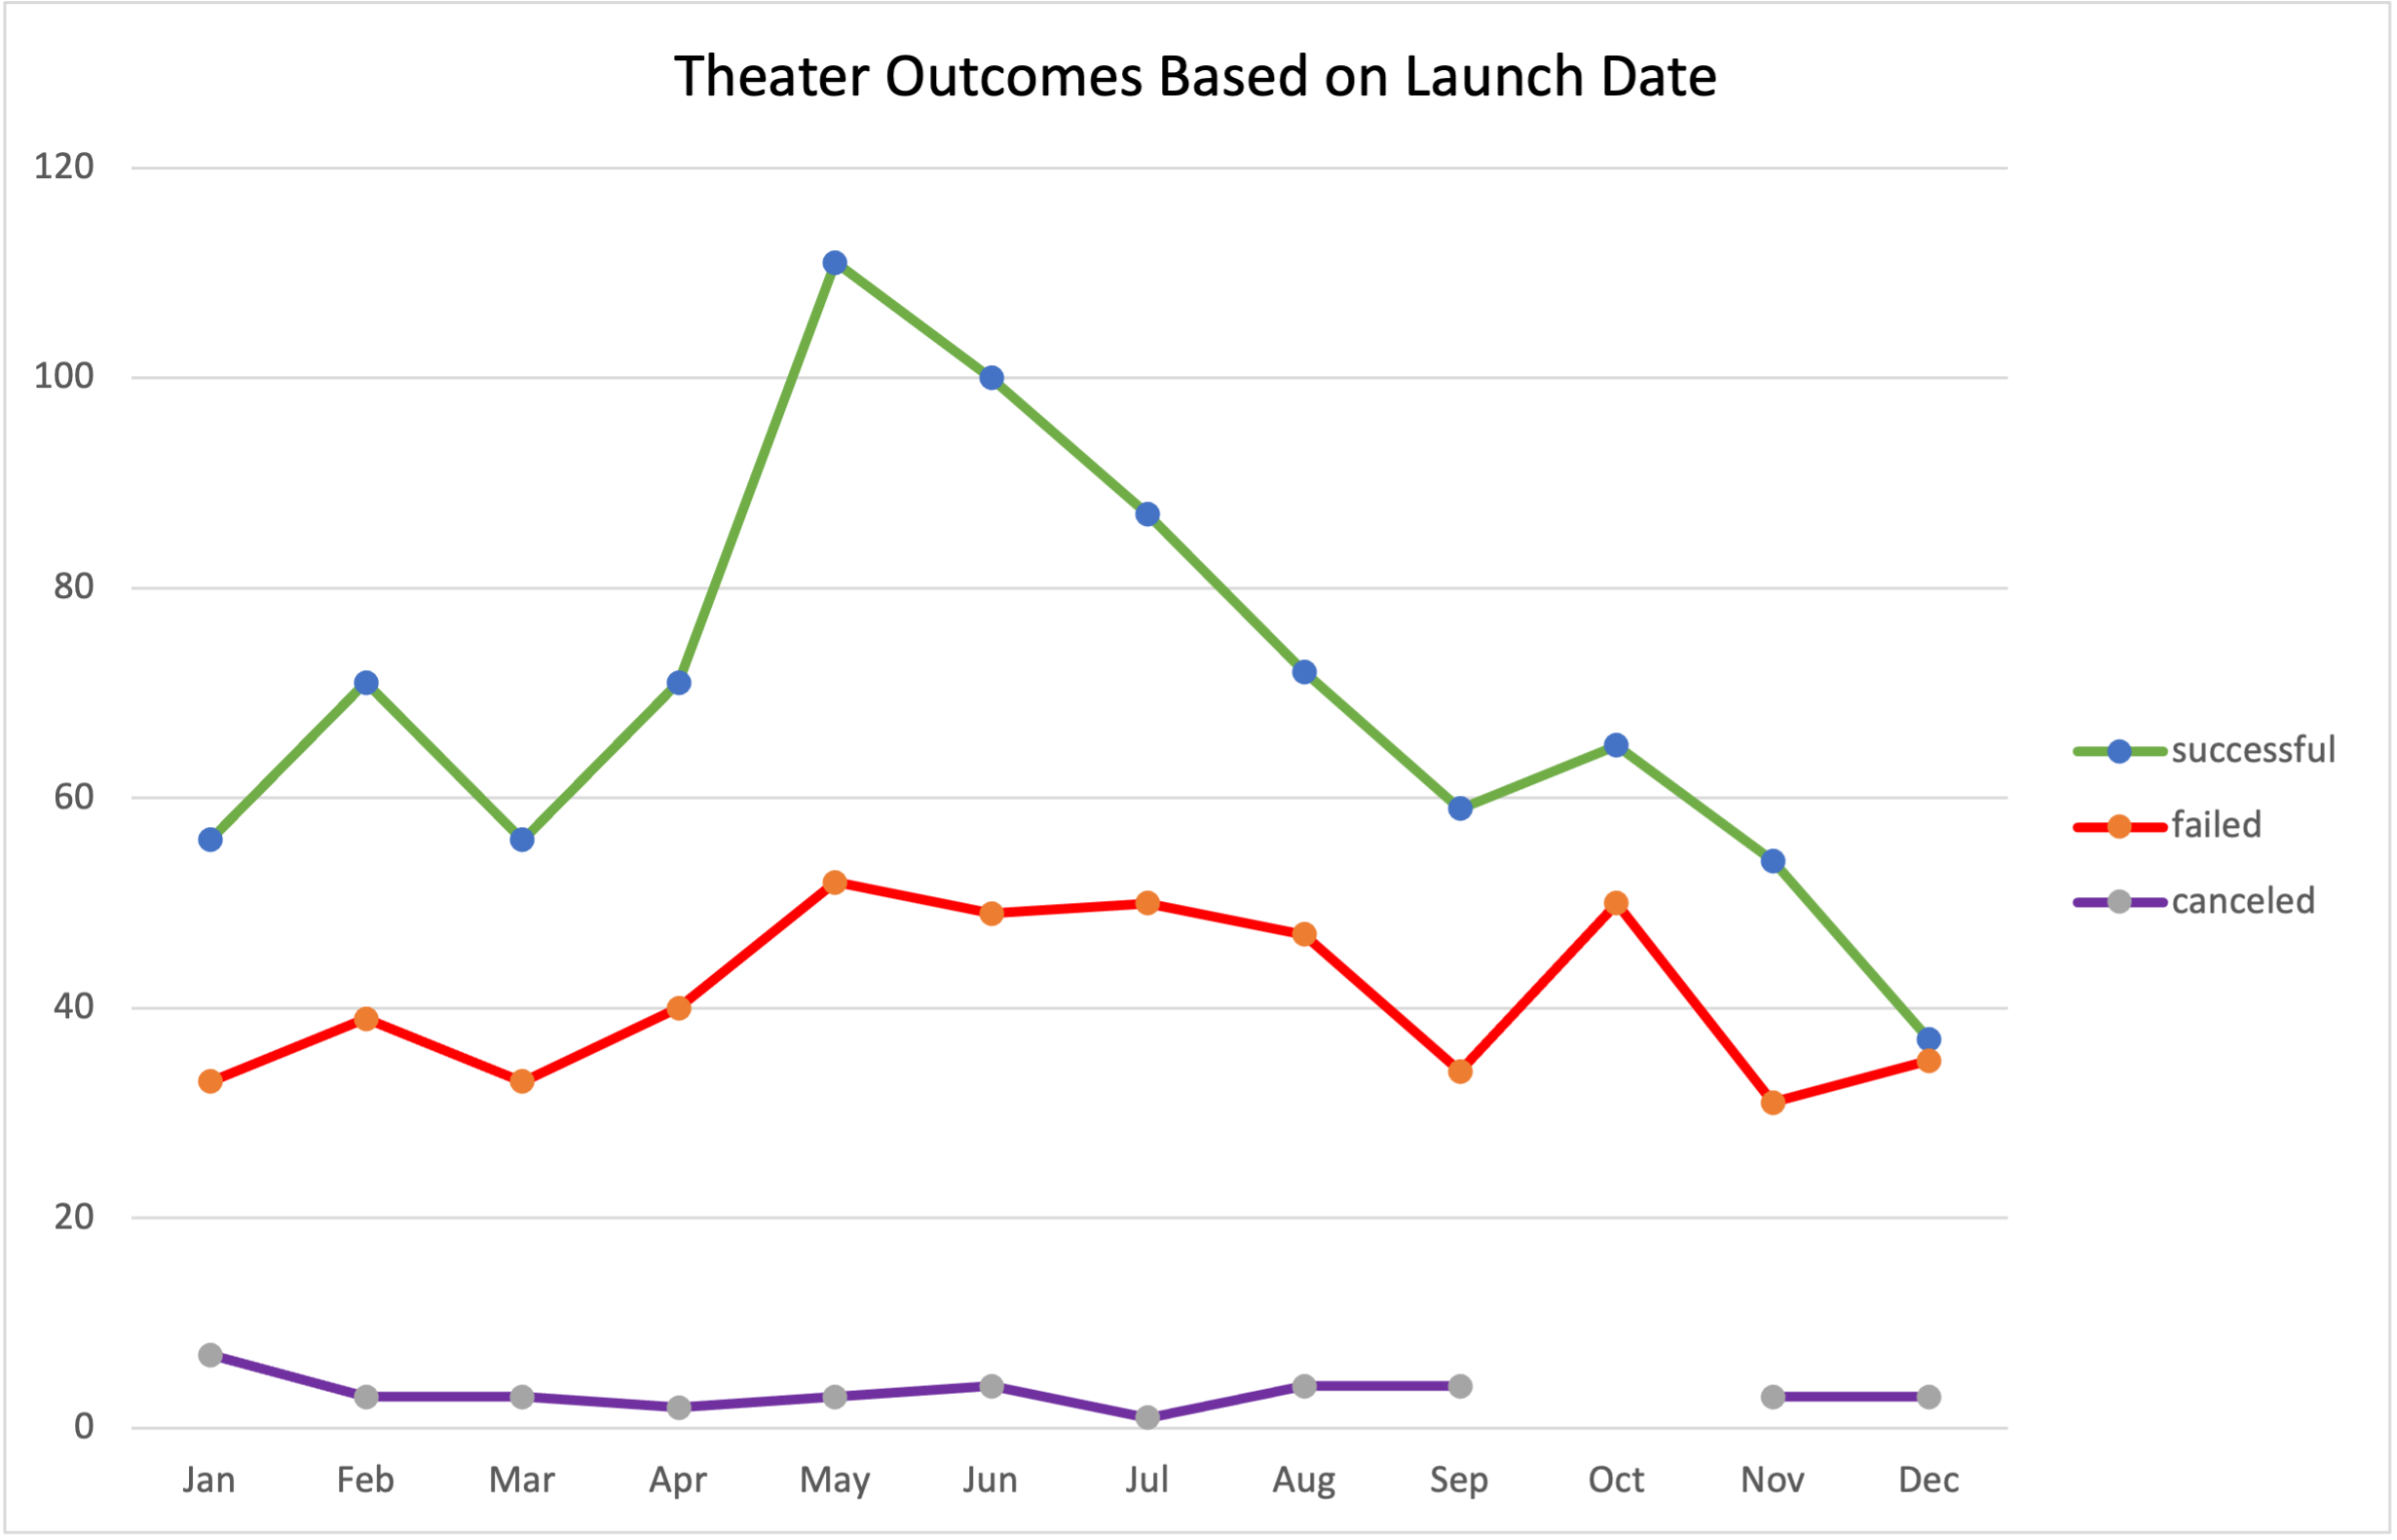 Theater Outcomes Based on Launch Date
120
100
80
60
40
20
0
Jan Feb Mar Apr May Jun Jul Aug Sep Oct Nov Dec
successful
failed
canceled